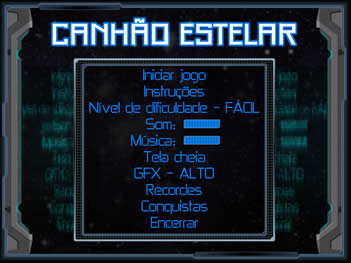 CANHÃO ESTELAR
Iniciar jogo
Instruções
Nível de dificuldade - FÁCIL
Som:
Música:
Tela cheia
GFX - ALTO
Recordes
Conquistas
Encerrar